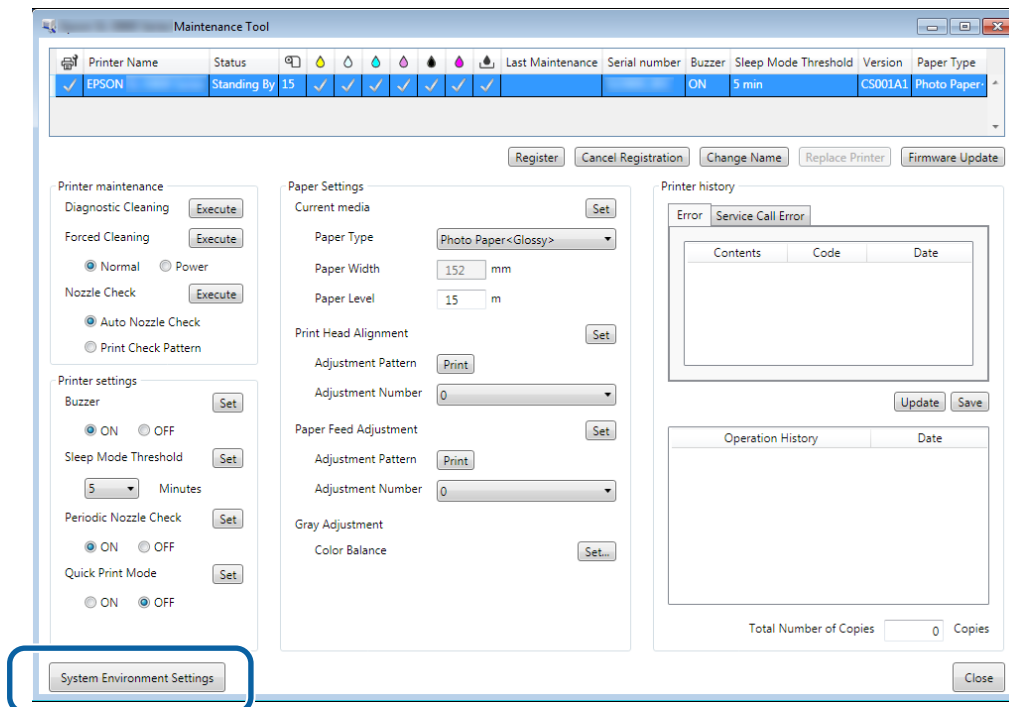 Maintenance Tool
Printer Name Status Last Maintenance Serial number Buzzer Sleep Mode Threshold Version Paper Type
EPSON Standing By 15 ON 5 min CS001A1 Photo Paper
Register Cancel Registration Change Name Replace Printer Firmware Update
Printer maintenance
Diagnostic Cleaning Execute
Forced Cleaning Execute
Normal Power
Nozzle Check Execute
Auto Nozzle Check
Print Check Pattern
Printer settings
Buzzer Set
ON OFF
Sleep Mode Threshold Set
5 Minutes
Periodic Nozzle Check Set
ON OFF
Quick Print Mode Set
ON OFF
Paper Settings
Current media Set
Paper Type Photo Paper<Glossy>
Paper Width 152 mm
Paper Level 15 m
Print Head Alignment Set
Adjustment Pattern Print
Adjustment Number 0
Paper Feed Adjustment Set
Adjustment Pattern Print
Adjustment Number 0
Gray Adjustment
Color Balance Set...
Printer history
Error Service Call Error
Contents Code Date
Update Save
Operation History Date
Total Number of Copies 0 Copies
System Environment Settings Close